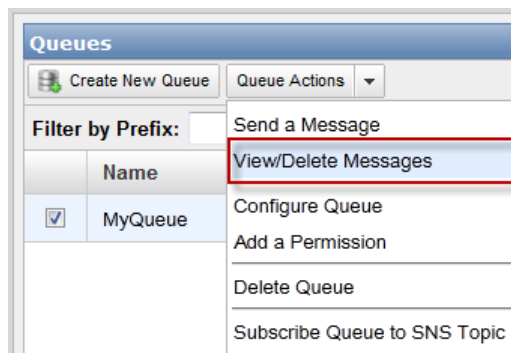 Queues
Create New Queue
Queue Actions
Filter by Prefix:
Send a Message
View/Delete Messages
Configure Queue
Add a Permission
Delete Queue
Subscribe Queue to SNS Topic
Name
MyQueue